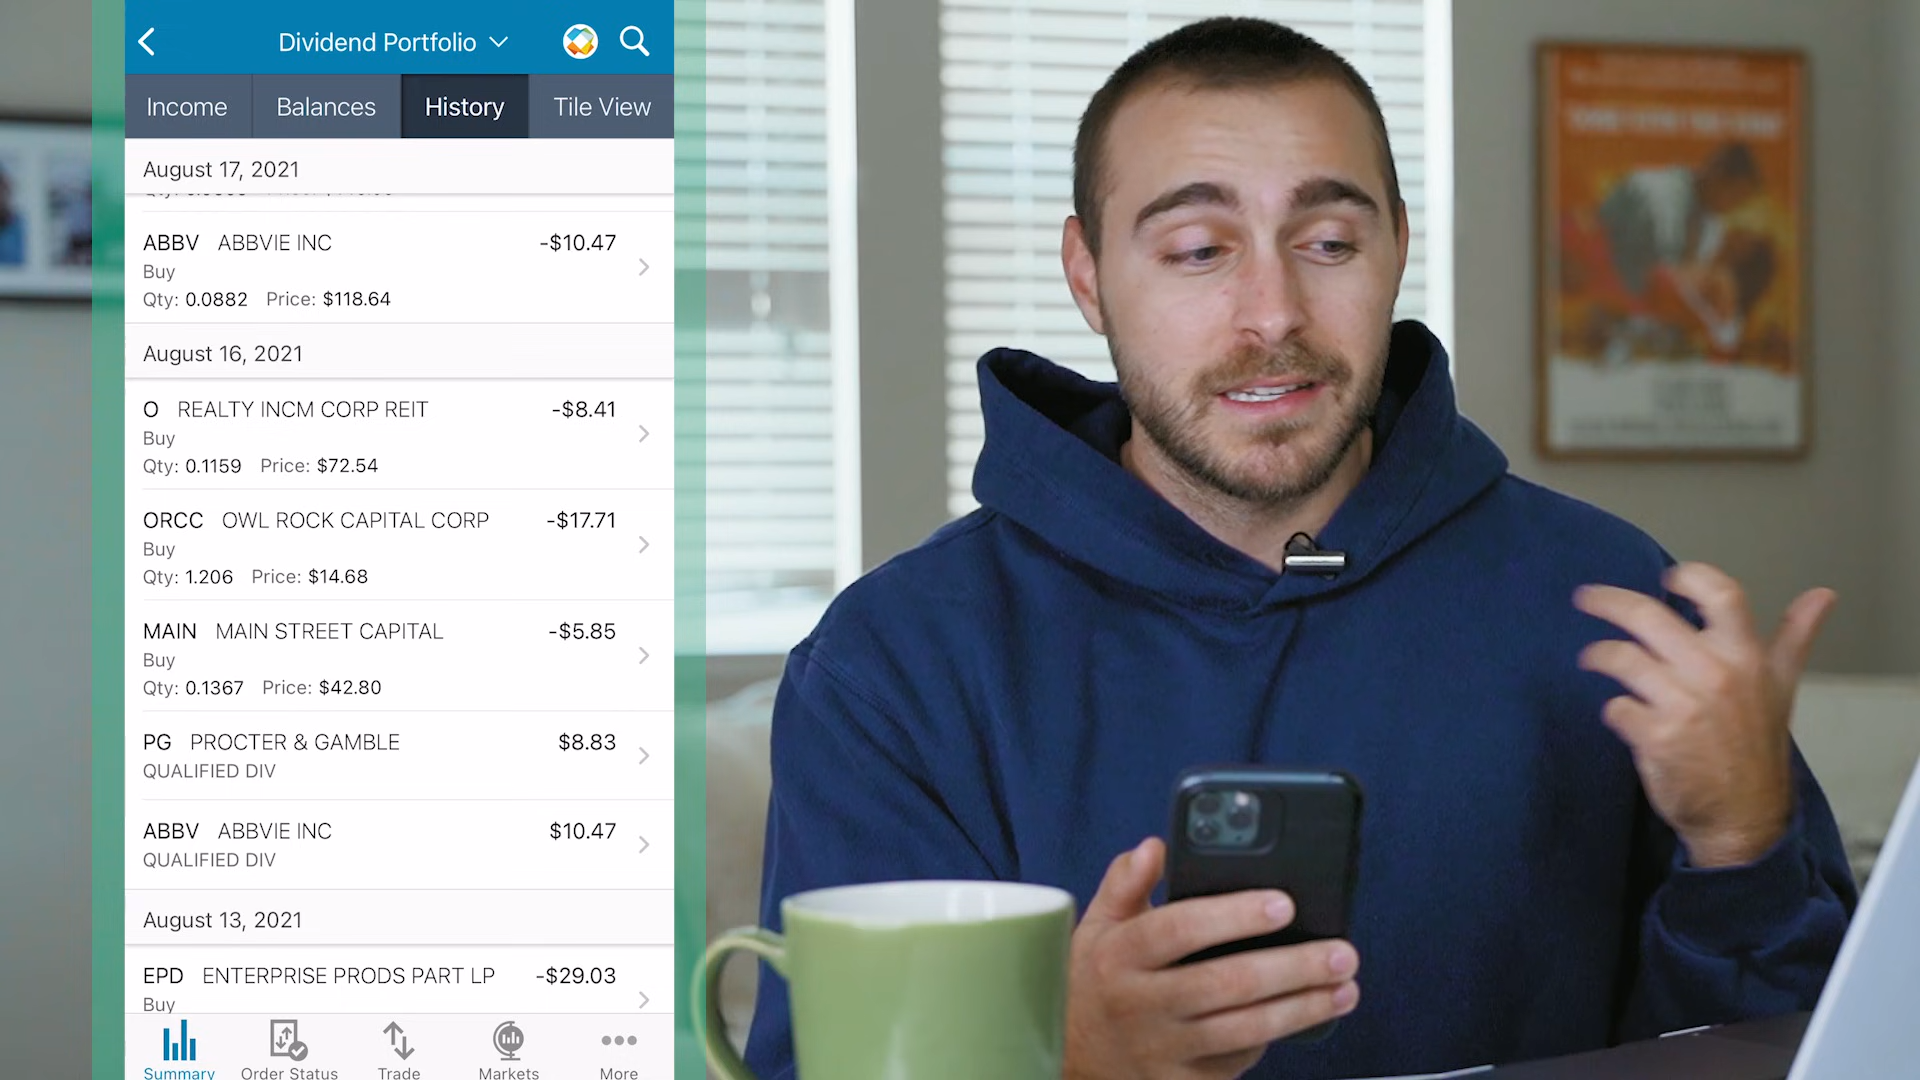 Dividend Portfolio
Income Balances History Tile View
August 17, 2021
ABBV ABBVIE INC -$10.47
Buy
Qty: 0.0882 Price: $118.64
August 16, 2021
O REALTY INCM CORP REIT -$8.41
Buy
Qty: 0.1159 Price: $72.54
ORCC OWL ROCK CAPITAL CORP -$17.71
Buy
Qty: 1.206 Price: $14.68
MAIN MAIN STREET CAPITAL -$5.85
Buy
Qty: 0.1367 Price: $42.80
PG PROCTER & GAMBLE $8.83
QUALIFIED DIV
ABBV ABBVIE INC $10.47
QUALIFIED DIV
August 13, 2021
EPD ENTERPRISE PRODS PART LP -$29.03
Buy
Summary Order Status Trade Markets More